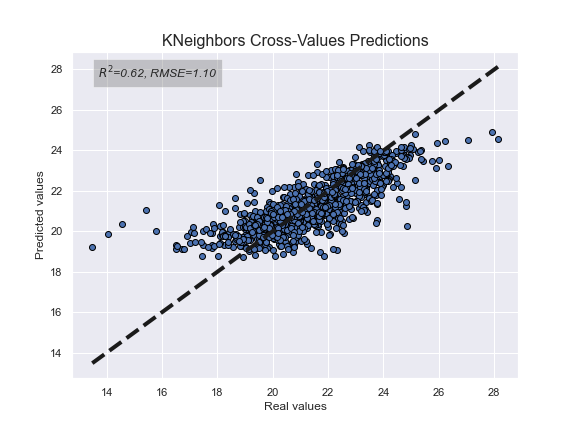 KNeighbors Cross-Values Predictions
R²=0.62, RMSE=1.10
28
26
24
22
20
18
16
14
Predicted values
14 16 18 20 22 24 26 28
Real values